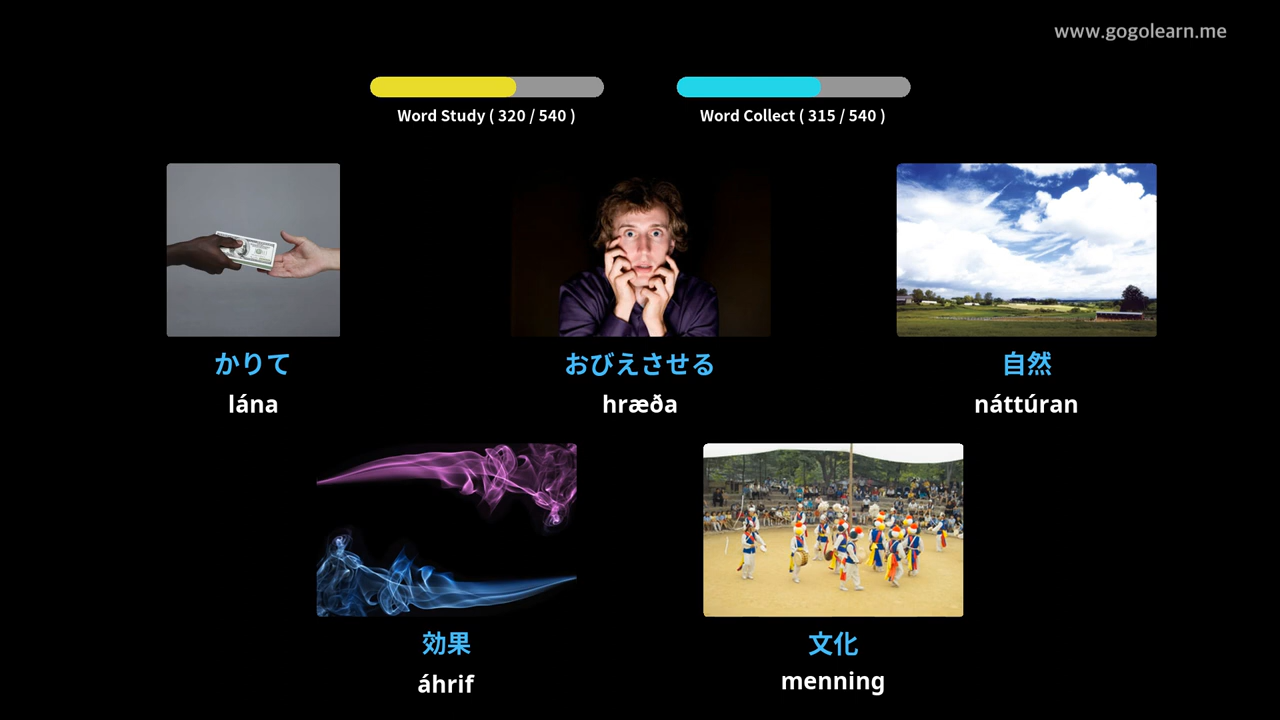 www.gogolearn.me
Word Study ( 320 / 540 )
Word Collect ( 315 / 540 )
かりて
おびえさせる
自然
lána
hræða
náttúran
効果
文化
áhrif
menning